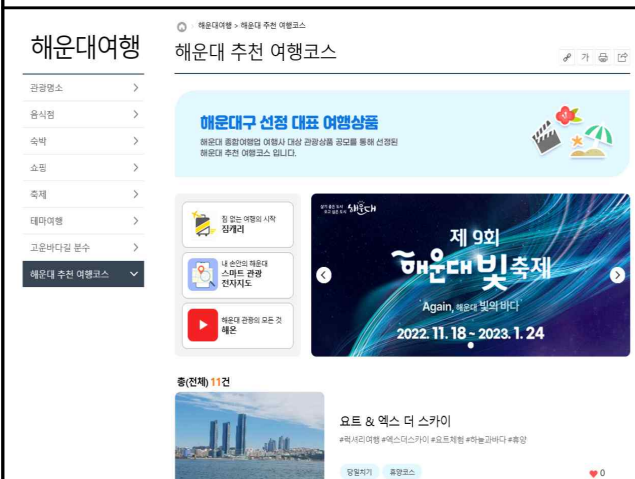 해운대여행 > 해운대 추천 여행코스
해운대여행
해운대 추천 여행코스
가
관광명소
음식점
숙박
쇼핑
축제
테마여행
고운바다길 분수
해운대 추천 여행코스
해운대구 선정 대표 여행상품
해운대 종합여행업 여행사 대상 관광상품 공모를 통해 선정된
해운대 추천 여행코스 입니다.
짐 없는 여행의 시작
짐캐리
내 손안의 해운대
스마트 관광
전자지도
해운대 관광의 모든 것
해온
해운대
제 9회
해운대 빛축제
Again, 해운대 빛의 바다
2022. 11. 18 ~ 2023. 1. 24
총(전체) 11건
요트 & 엑스 더 스카이
#럭셔리여행 #엑스더스카이 #요트체험 #하늘과바다 #휴양
당일치기 휴양코스
0